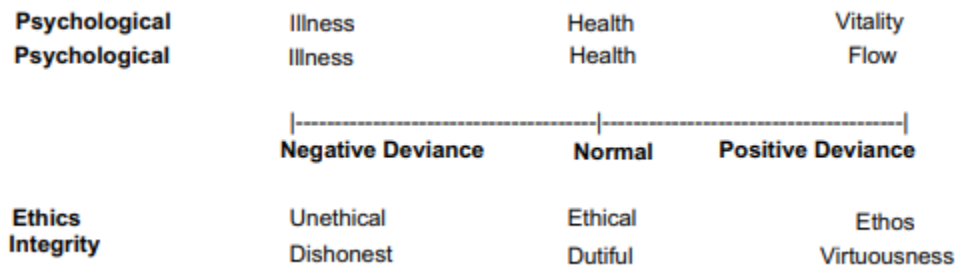 Psychological Illness Health Vitality
Psychological Illness Health Flow
|---------------------------------------|---------------------------------------|
Negative Deviance Normal Positive Deviance
Ethics Unethical Ethical Ethos
Integrity Dishonest Dutiful Virtuousness